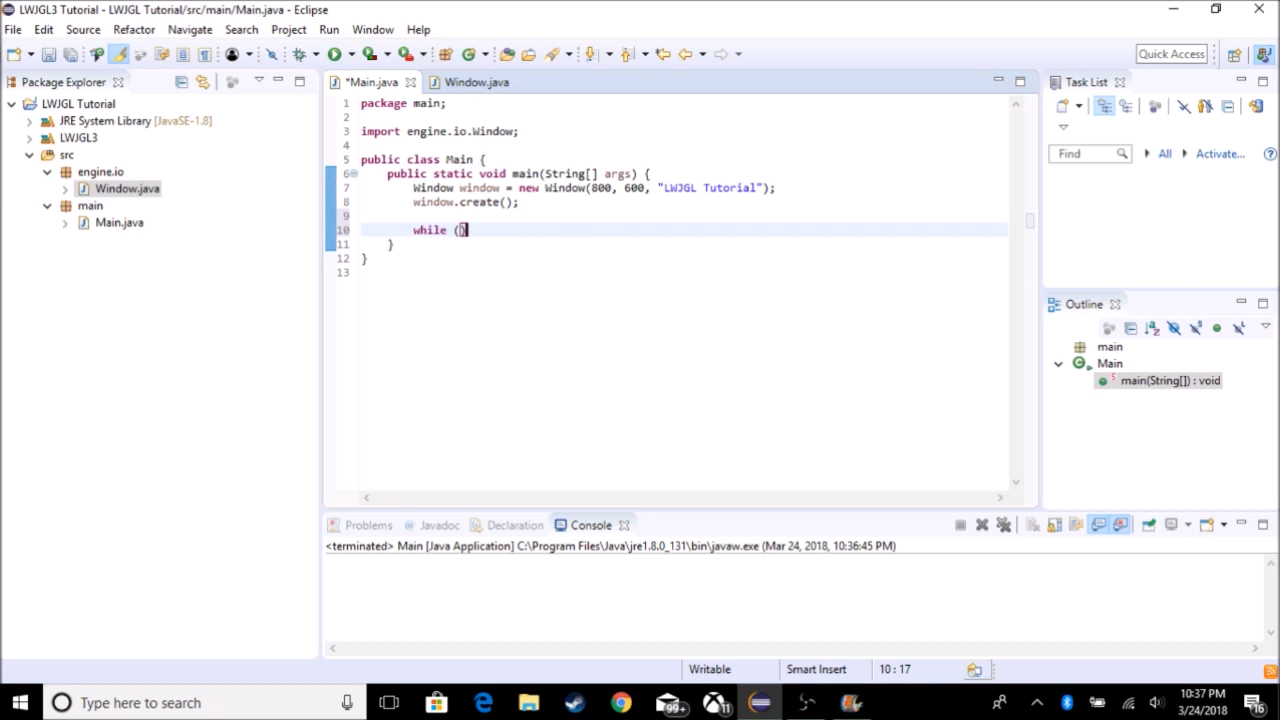 LWJGL3 Tutorial - LWJGL Tutorial/src/main/Main.java - Eclipse
File Edit Source Refactor Navigate Search Project Run Window Help
Quick Access
Package Explorer
LWJGL Tutorial
JRE System Library [JavaSE-1.8]
LWJGL3
src
engine.io
Window.java
main
Main.java
*Main.java Window.java
1 package main;
2
3 import engine.io.Window;
4
5 public class Main {
6 public static void main(String[] args) {
7 Window window = new Window(800, 600, "LWJGL Tutorial");
8 window.create();
9
10 while ()
11 }
12 }
13
Task List
Find All Activate...
Outline
main
Main
S main(String[]) : void
Problems Javadoc Declaration Console
<terminated> Main [Java Application] C:\Program Files\Java\jre1.8.0_131\bin\javaw.exe (Mar 24, 2018, 10:36:45 PM)
Writable Smart Insert 10 : 17
Type here to search
99+
11
10:37 PM
3/24/2018
16